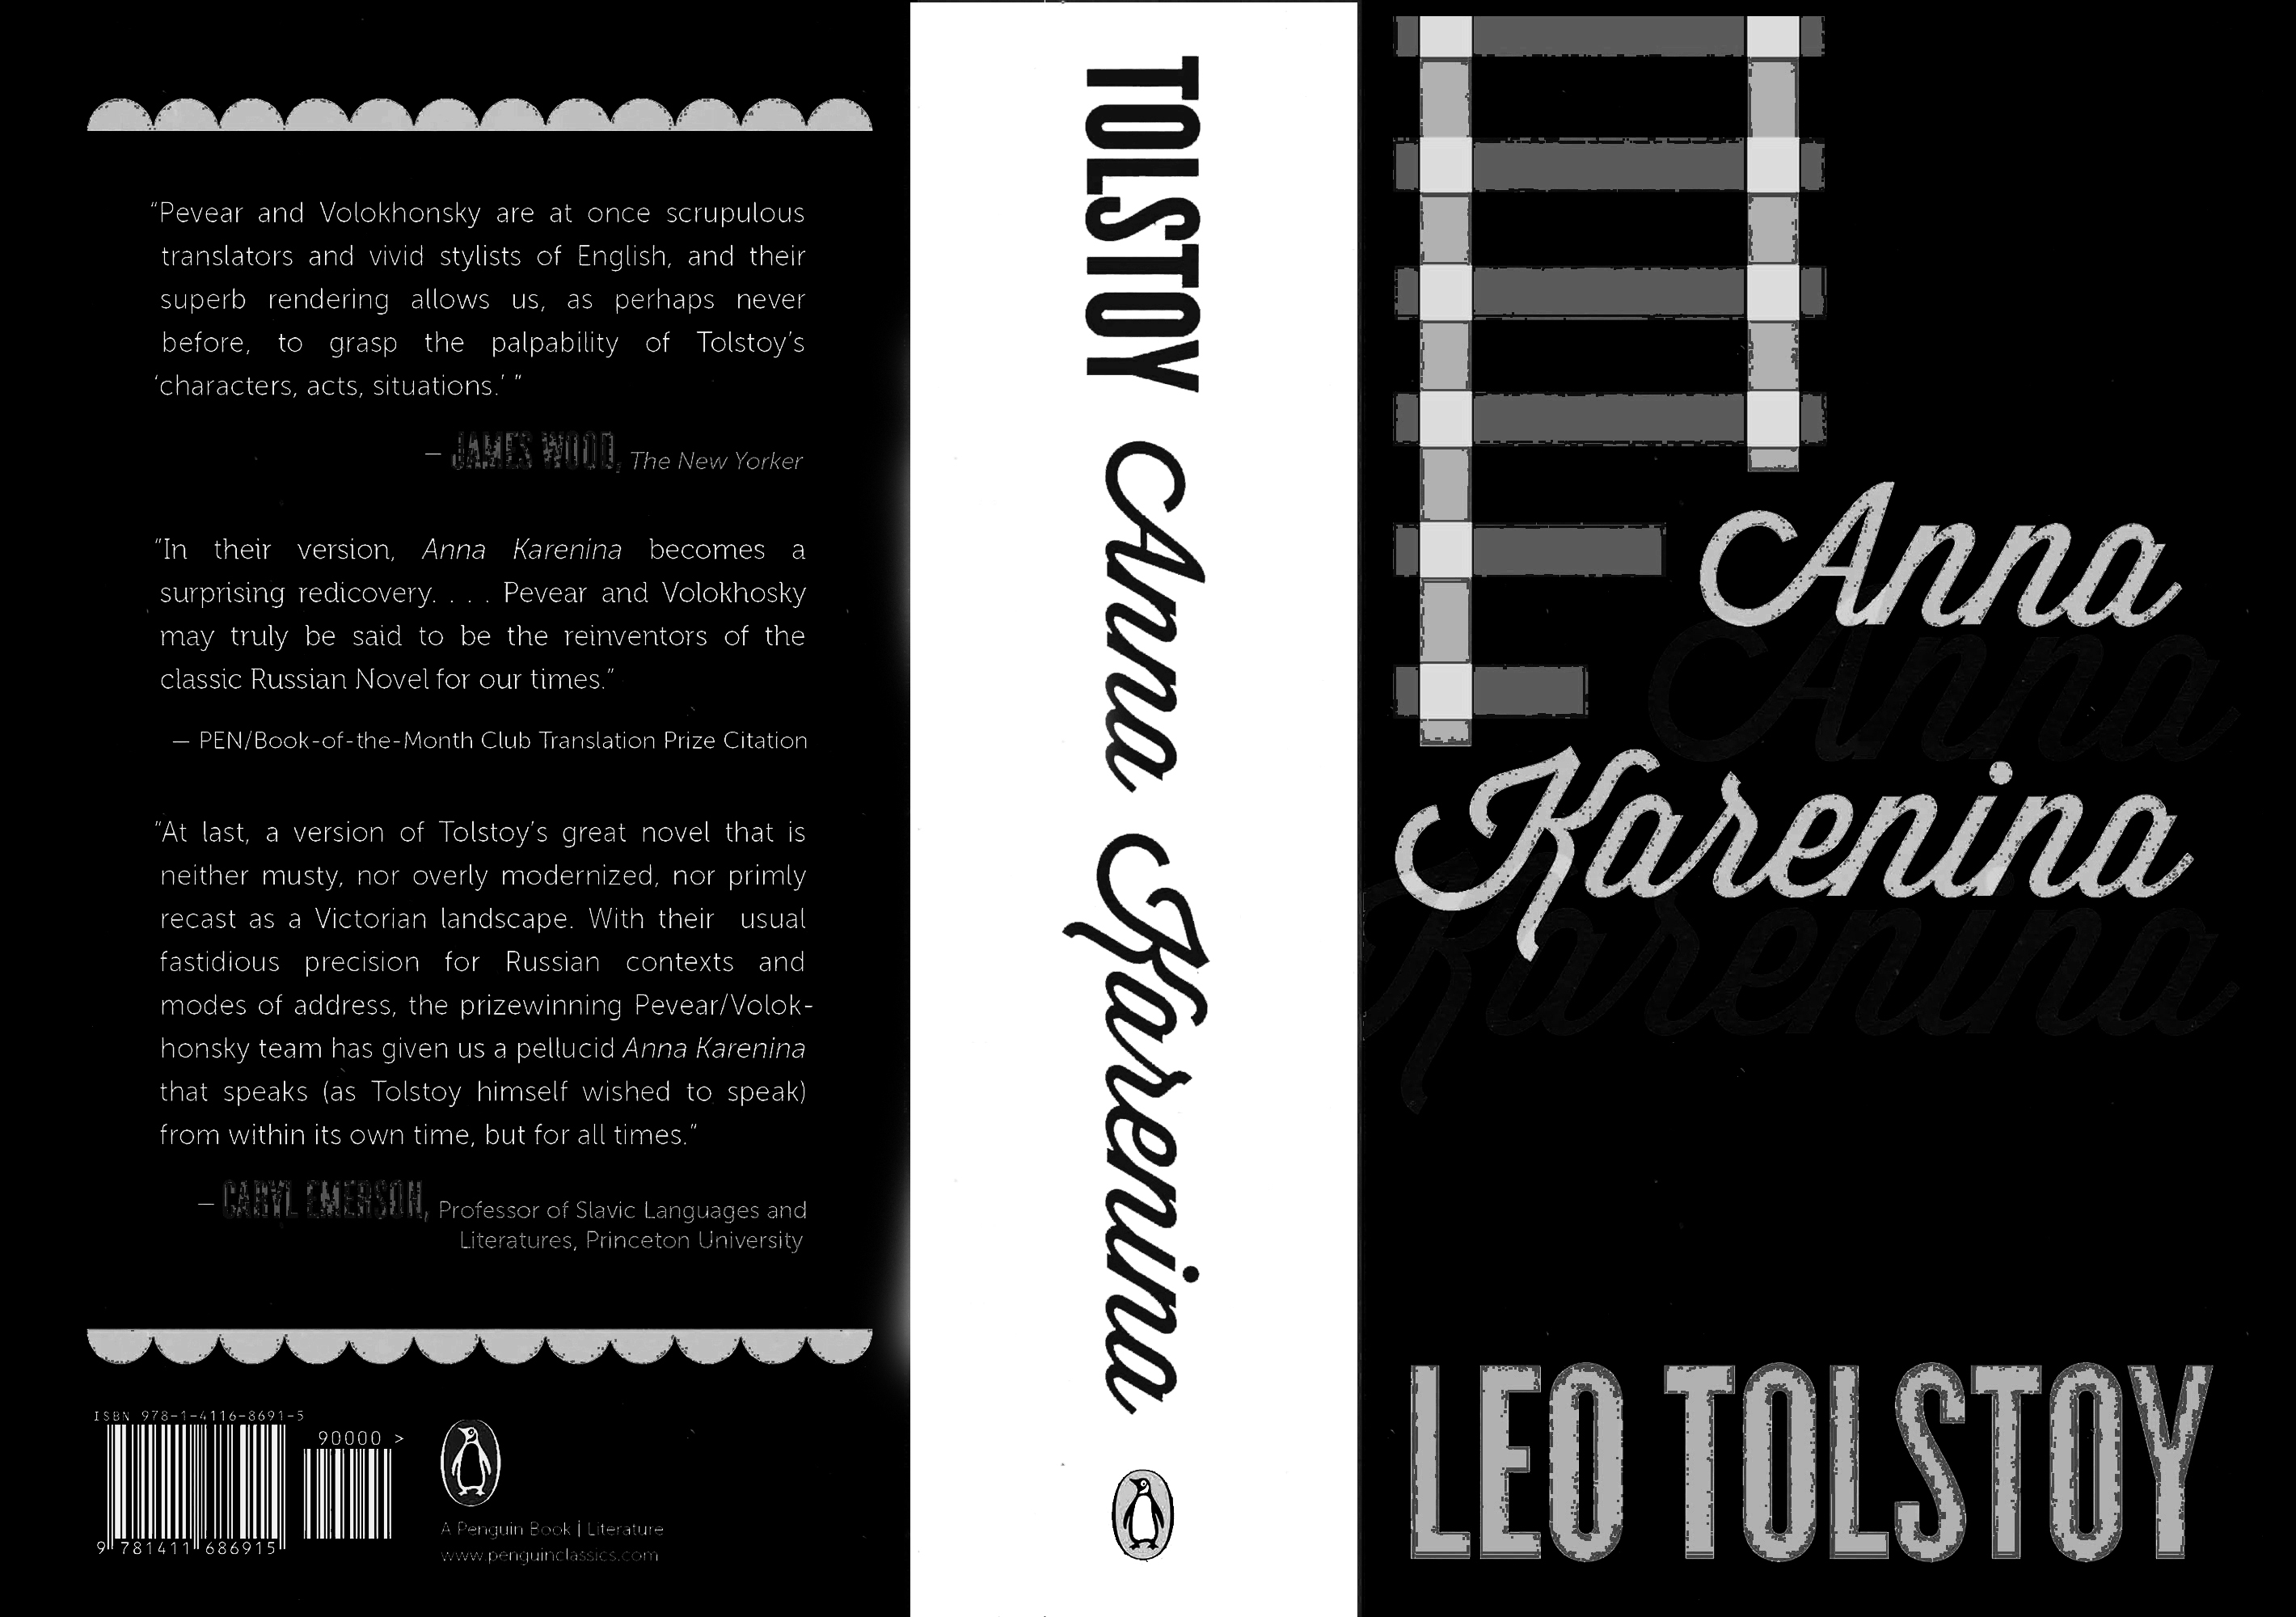 “Pevear and Volokhonsky are at once scrupulous
translators and vivid stylists of English, and their
superb rendering allows us, as perhaps never
before, to grasp the palpability of Tolstoy’s
‘characters, acts, situations.’ ”
— JAMES WOOD, The New Yorker
“In their version, Anna Karenina becomes a
surprising rediscovery. . . . Pevear and Volokhosky
may truly be said to be the reinventors of the
classic Russian Novel for our times.”
— PEN/Book-of-the-Month Club Translation Prize Citation
“At last, a version of Tolstoy’s great novel that is
neither musty, nor overly modernized, nor primly
recast as a Victorian landscape. With their usual
fastidious precision for Russian contexts and
modes of address, the prizewinning Pevear/Volok-
honsky team has given us a pellucid Anna Karenina
that speaks (as Tolstoy himself wished to speak)
from within its own time, but for all times.”
— CARYL EMERSON, Professor of Slavic Languages and
Literatures, Princeton University
ISBN 978-1-4116-8691-5
90000 >
9 781411 686915
A Penguin Book | Literature
www.penguinclassics.com
TOLSTOY Anna Karenina
Anna
Anna
Karenina
Karenina
LEO TOLSTOY